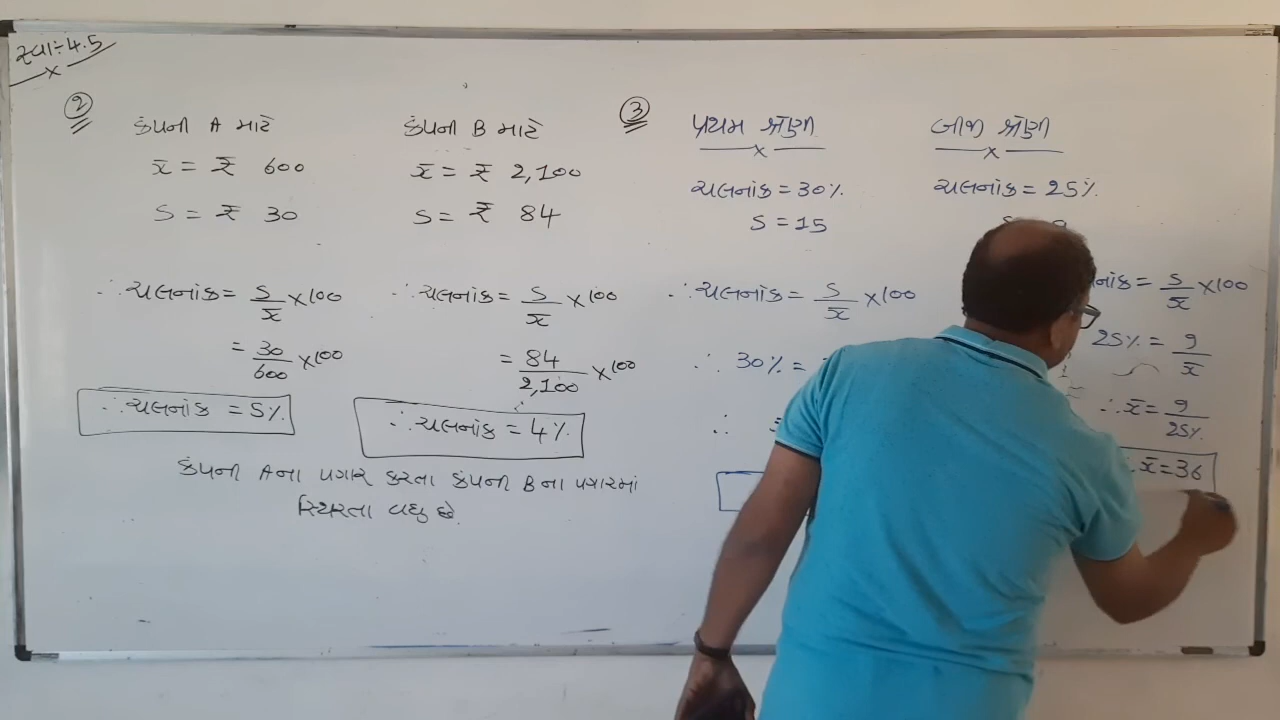 સ્વા÷4.5
②
કંપની A માટે
x̄ = ₹ 600
S = ₹ 30
∴ ચલનાંક = S/x̄ × 100
= 30/600 × 100
∴ ચલનાંક = 5%.
કંપની B માટે
x̄ = ₹ 2,100
S = ₹ 84
∴ ચલનાંક = S/x̄ × 100
= 84/2,100 × 100
∴ ચલનાંક = 4%.
કંપની A ના પગાર કરતા કંપની B ના પગારમાં
સ્થિરતા વધુ છે.
③
પ્રથમ શ્રેણી
ચલનાંક = 30%.
S = 15
∴ ચલનાંક = S/x̄ × 100
∴ 30% =
∴
બીજી શ્રેણી
ચલનાંક = 25%.
= S/x̄ × 100
25% = 9/x̄
∴ x̄ = 9/25%
x̄ = 36